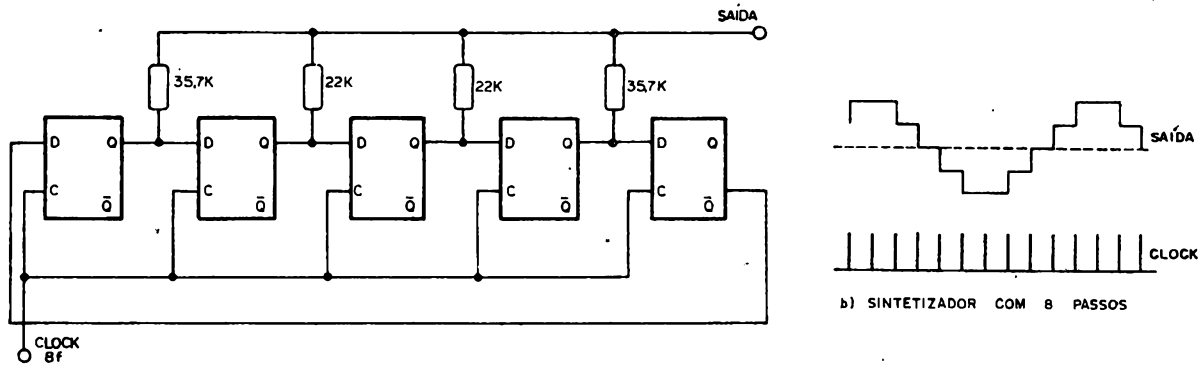 SAÍDA
35,7K
22K
22K
35,7K
D Q
D Q
D Q
D Q
D Q
C
C
C
C
C
Q̄
Q̄
Q̄
Q̄
Q̄
CLOCK
8f
SAÍDA
CLOCK
b) SINTETIZADOR COM 8 PASSOS